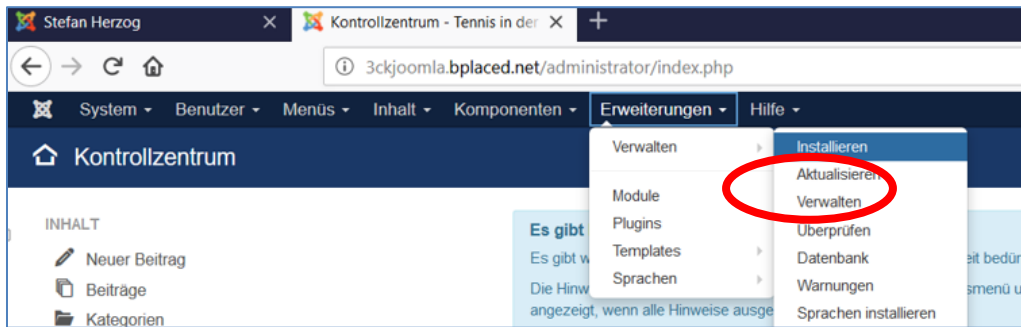 Stefan Herzog
Kontrollzentrum - Tennis in der
3ckjoomla.bplaced.net/administrator/index.php
System Benutzer Menüs Inhalt Komponenten Erweiterungen Hilfe
Kontrollzentrum
Verwalten
Module
Plugins
Templates
Sprachen
Installieren
Aktualisieren
Verwalten
Überprüfen
Datenbank
Warnungen
Sprachen installieren
INHALT
Neuer Beitrag
Beiträge
Kategorien
Es gibt
Es gibt w eit bedür
Die Hinw smenü u
angezeigt, wenn alle Hinweise ausge